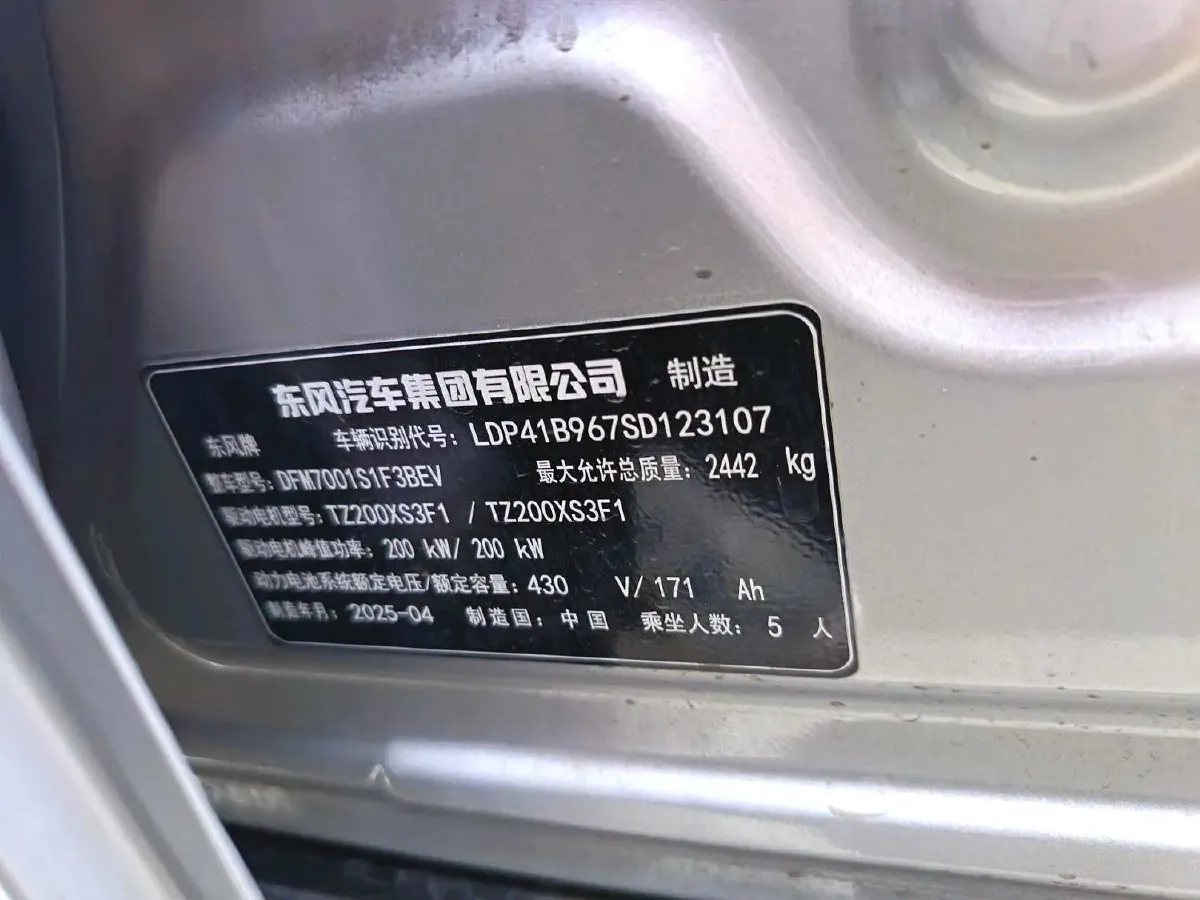 东风汽车集团有限公司 制造
东风牌 车辆识别代号：LDP41B967SD123107
整车型号：DFM7001S1F3BEV 最大允许总质量：2442 kg
驱动电机型号：TZ200XS3F1 / TZ200XS3F1
驱动电机峰值功率：200 kW/ 200 kW
动力电池系统额定电压/额定容量：430 V/ 171 Ah
制造年月：2025-04 制造国：中国 乘坐人数：5 人